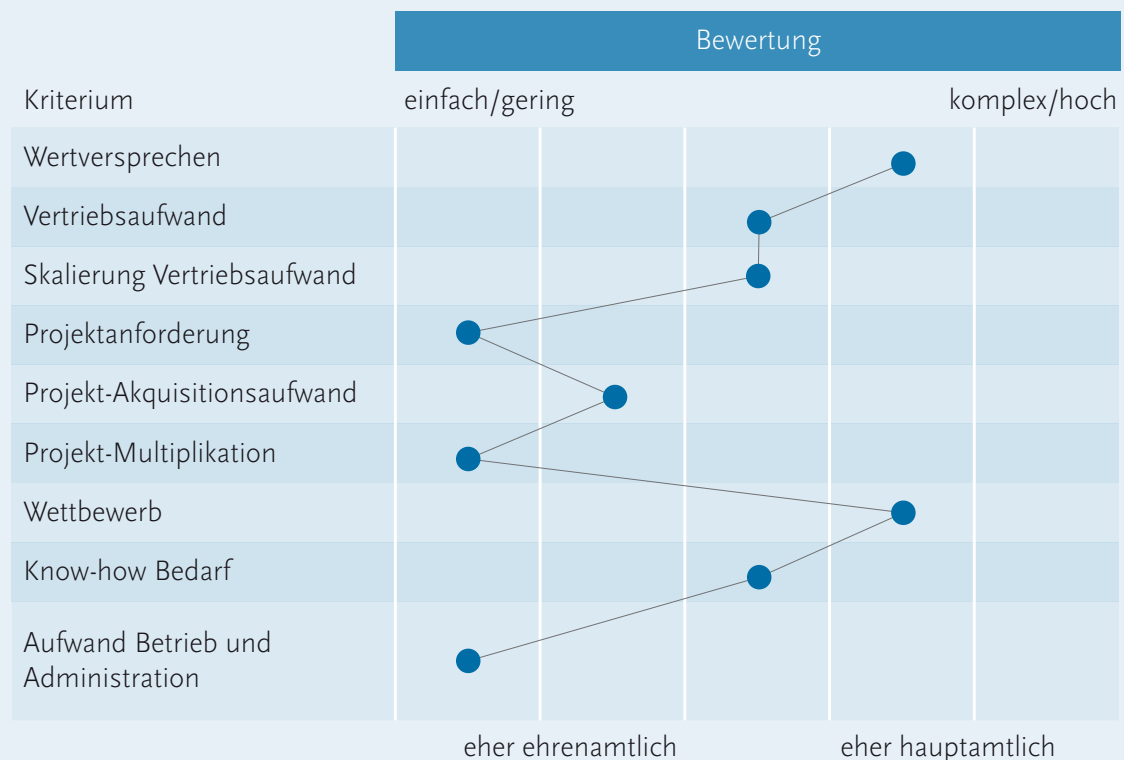 Bewertung
Kriterium einfach/gering komplex/hoch
Wertversprechen
Vertriebsaufwand
Skalierung Vertriebsaufwand
Projektanforderung
Projekt-Akquisitionsaufwand
Projekt-Multiplikation
Wettbewerb
Know-how Bedarf
Aufwand Betrieb und
Administration
eher ehrenamtlich eher hauptamtlich